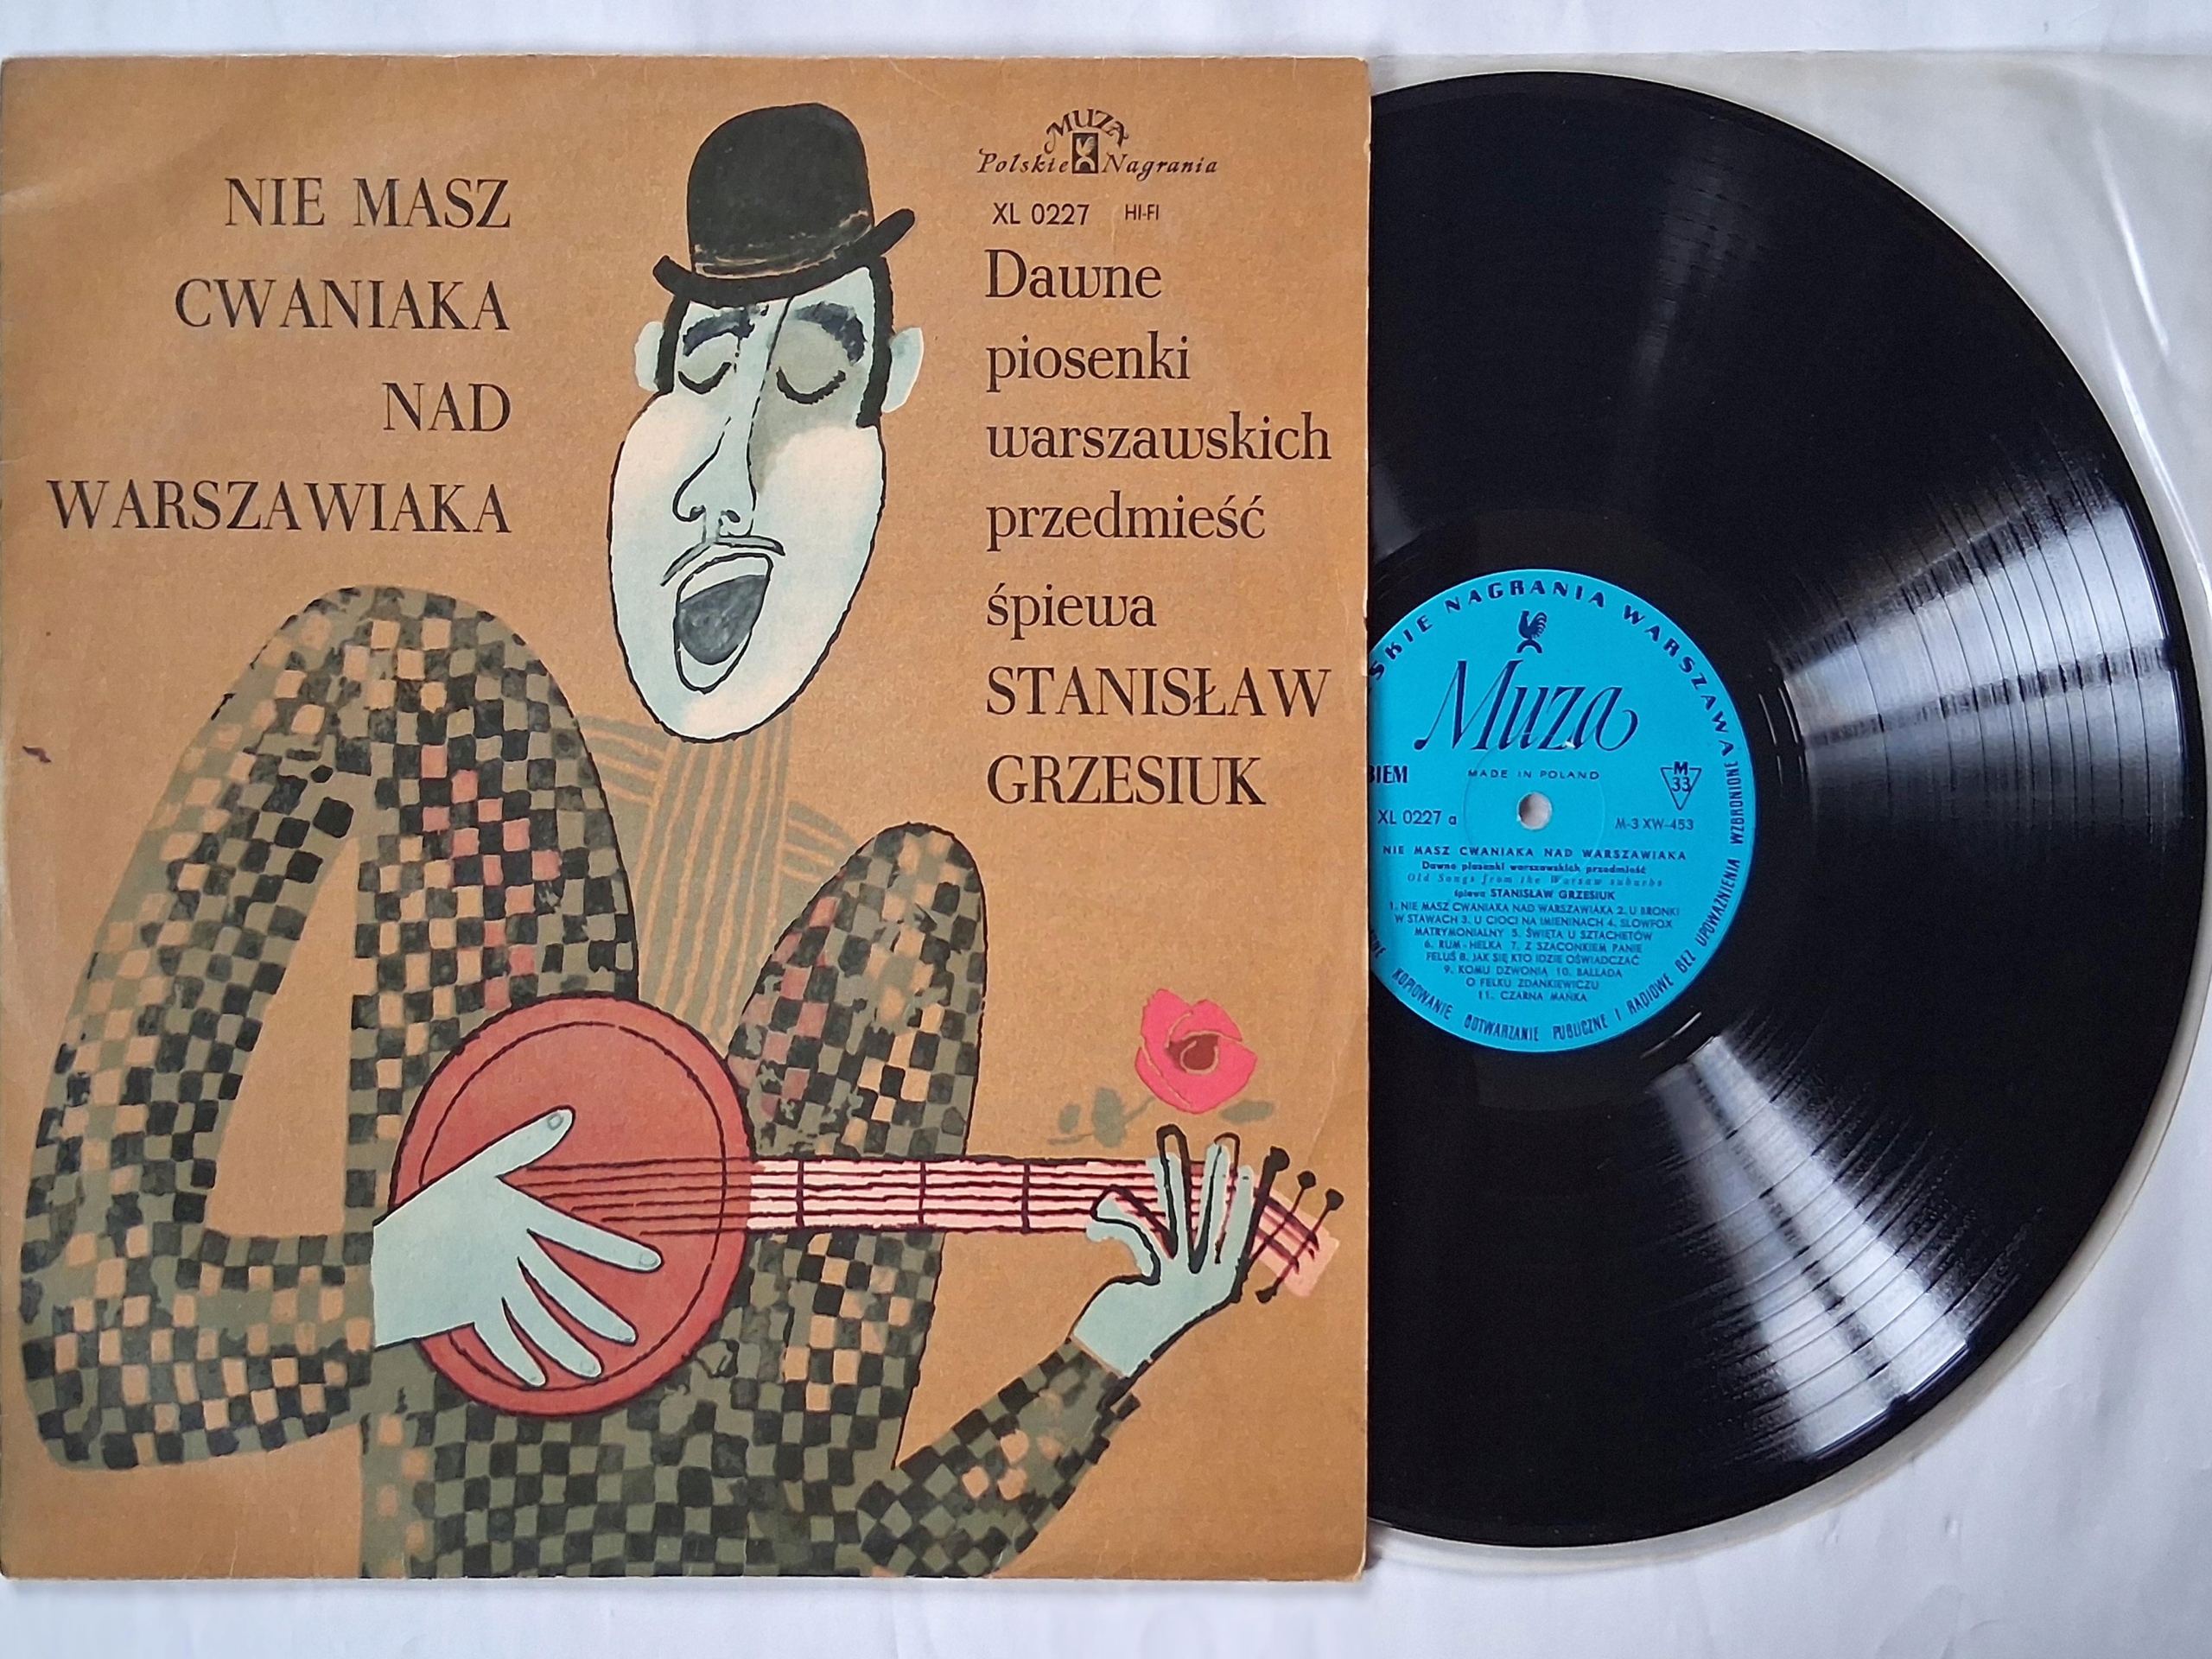 NIE MASZ
CWANIAKA
NAD
WARSZAWIAKA
MUZA
Polskie Nagrania
XL 0227 HI-FI
Dawne
piosenki
warszawskich
przedmieść
śpiewa
STANISŁAW
GRZESIUK
SKIE NAGRANIA WARSZAWA
WZBRONIONE
KOPIOWANIE ODTWARZANIE PUBLICZNE I RADIOWE BEZ UPOWAŻNIENIA
Muza
BIEM MADE IN POLAND M 33
XL 0227 a M-3 XW-453
NIE MASZ CWANIAKA NAD WARSZAWIAKA
Dawne piosenki warszawskich przedmieść
Old Songs from the Warsaw suburbs
śpiewa STANISŁAW GRZESIUK
1. NIE MASZ CWANIAKA NAD WARSZAWIAKA 2. U BRONKI
W STAWACH 3. U CIOCI NA IMIENINACH 4. SLOWFOX
MATRYMONIALNY 5. ŚWIĘTA U SZTACHETÓW
6. RUM-HELKA 7. Z SZACONKIEM PANIE
FELUŚ 8. JAK SIĘ KTO IDZIE OŚWIADCZAĆ
9. KOMU DZWONIĄ 10. BALLADA
O FELKU ZDANKIEWICZU
11. CZARNA MAŃKA